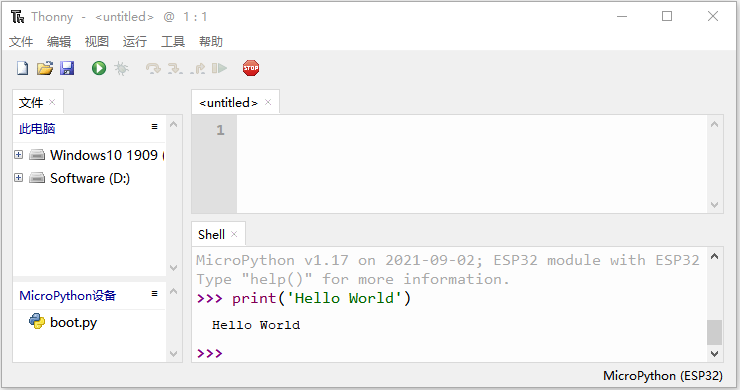 Thonny - <untitled> @ 1 : 1
文件 编辑 视图 运行 工具 帮助
STOP
文件
此电脑
Windows10 1909 (
Software (D:)
MicroPython设备
boot.py
<untitled>
1
Shell
MicroPython v1.17 on 2021-09-02; ESP32 module with ESP32
Type "help()" for more information.
>>> print('Hello World')
Hello World
>>>
MicroPython (ESP32)